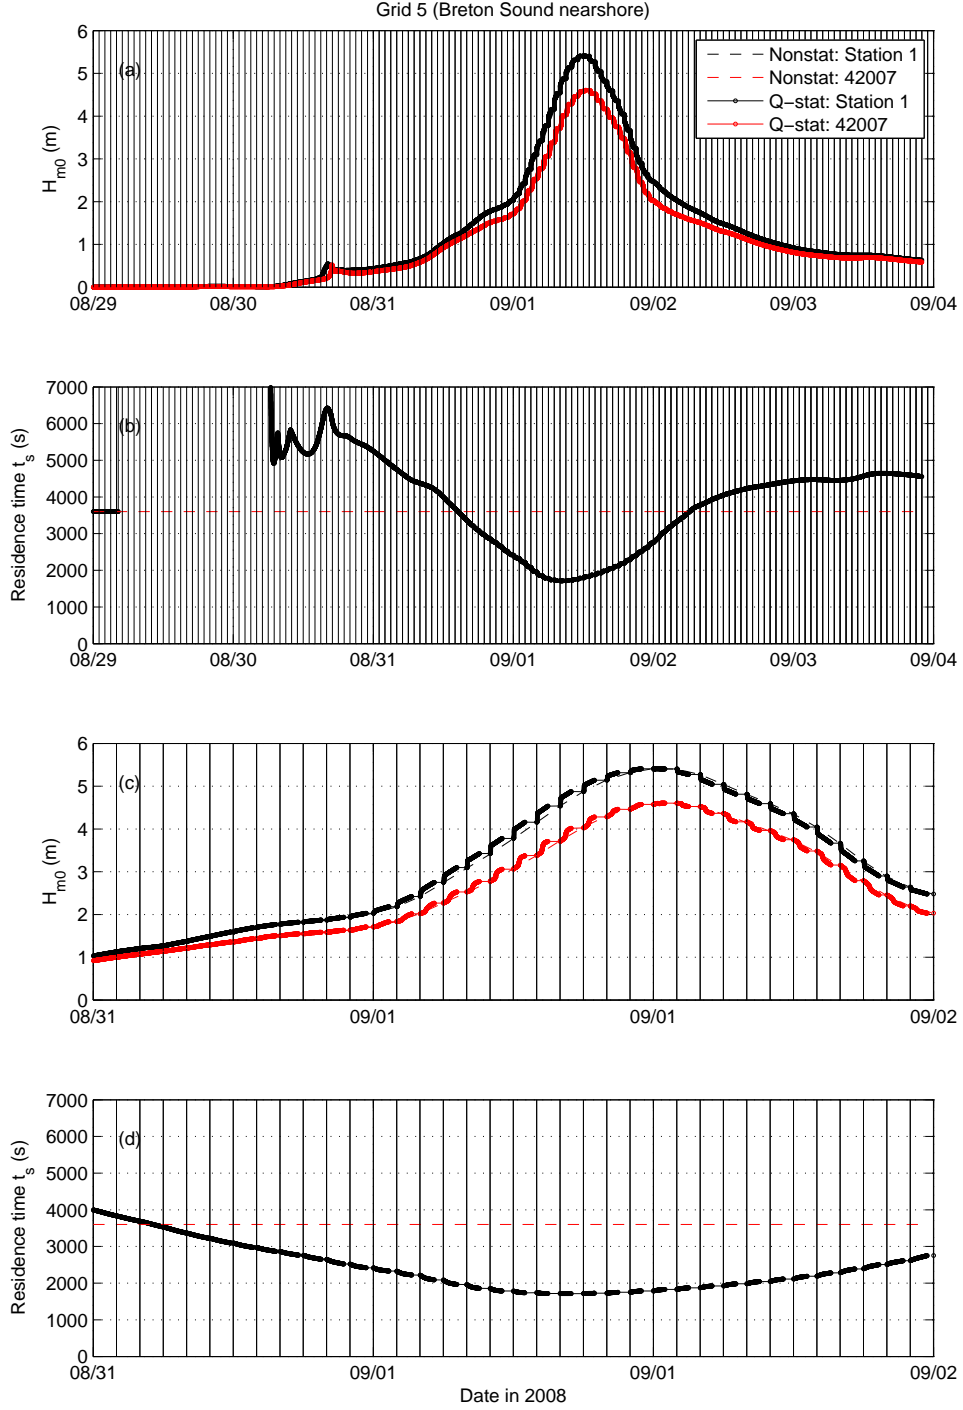 Grid 5 (Breton Sound nearshore)
6
5
4
3
2
1
0
H_m0 (m)
(a)
Nonstat: Station 1
Nonstat: 42007
Q−stat: Station 1
Q−stat: 42007
08/29 08/30 08/31 09/01 09/02 09/03 09/04
7000
6000
5000
4000
3000
2000
1000
0
Residence time t_s (s)
(b)
08/29 08/30 08/31 09/01 09/02 09/03 09/04
6
5
4
3
2
1
0
H_m0 (m)
(c)
08/31 09/01 09/01 09/02
7000
6000
5000
4000
3000
2000
1000
0
Residence time t_s (s)
(d)
08/31 09/01 09/01 09/02
Date in 2008